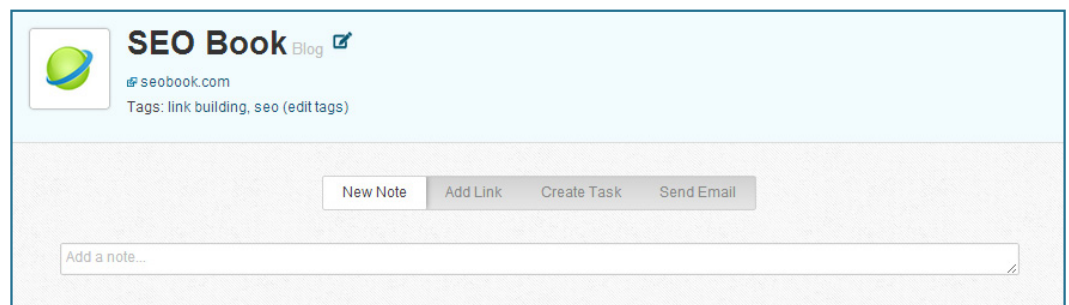 SEO Book Blog
seobook.com
Tags: link building, seo (edit tags)
New Note Add Link Create Task Send Email
Add a note...